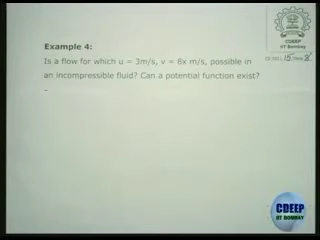 CDEEP
IIT Bombay
Example 4:
Is a flow for which u = 3m/s, v = 8x m/s, possible in
an incompressible fluid? Can a potential function exist?
CDEEP
IIT BOMBAY